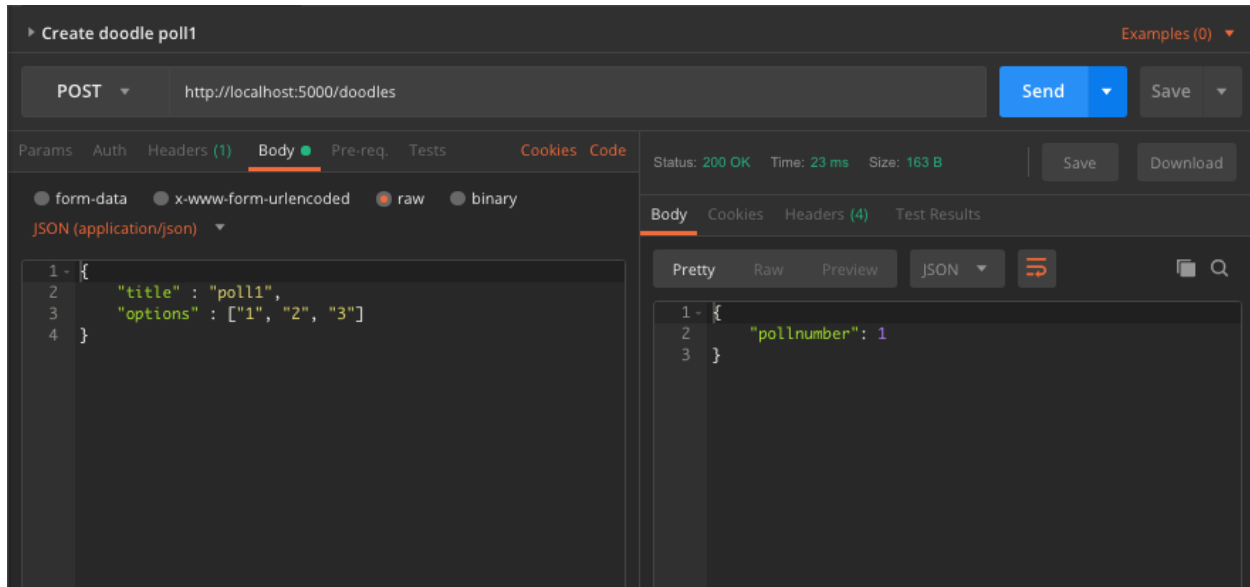 Create doodle poll1
Examples (0)
POST
http://localhost:5000/doodles
Send
Save
Params Auth Headers (1) Body Pre-req. Tests Cookies Code
form-data x-www-form-urlencoded raw binary
JSON (application/json)
1 {
2 "title" : "poll1",
3 "options" : ["1", "2", "3"]
4 }
Status: 200 OK Time: 23 ms Size: 163 B
Save
Download
Body Cookies Headers (4) Test Results
Pretty Raw Preview JSON
1 {
2 "pollnumber": 1
3 }